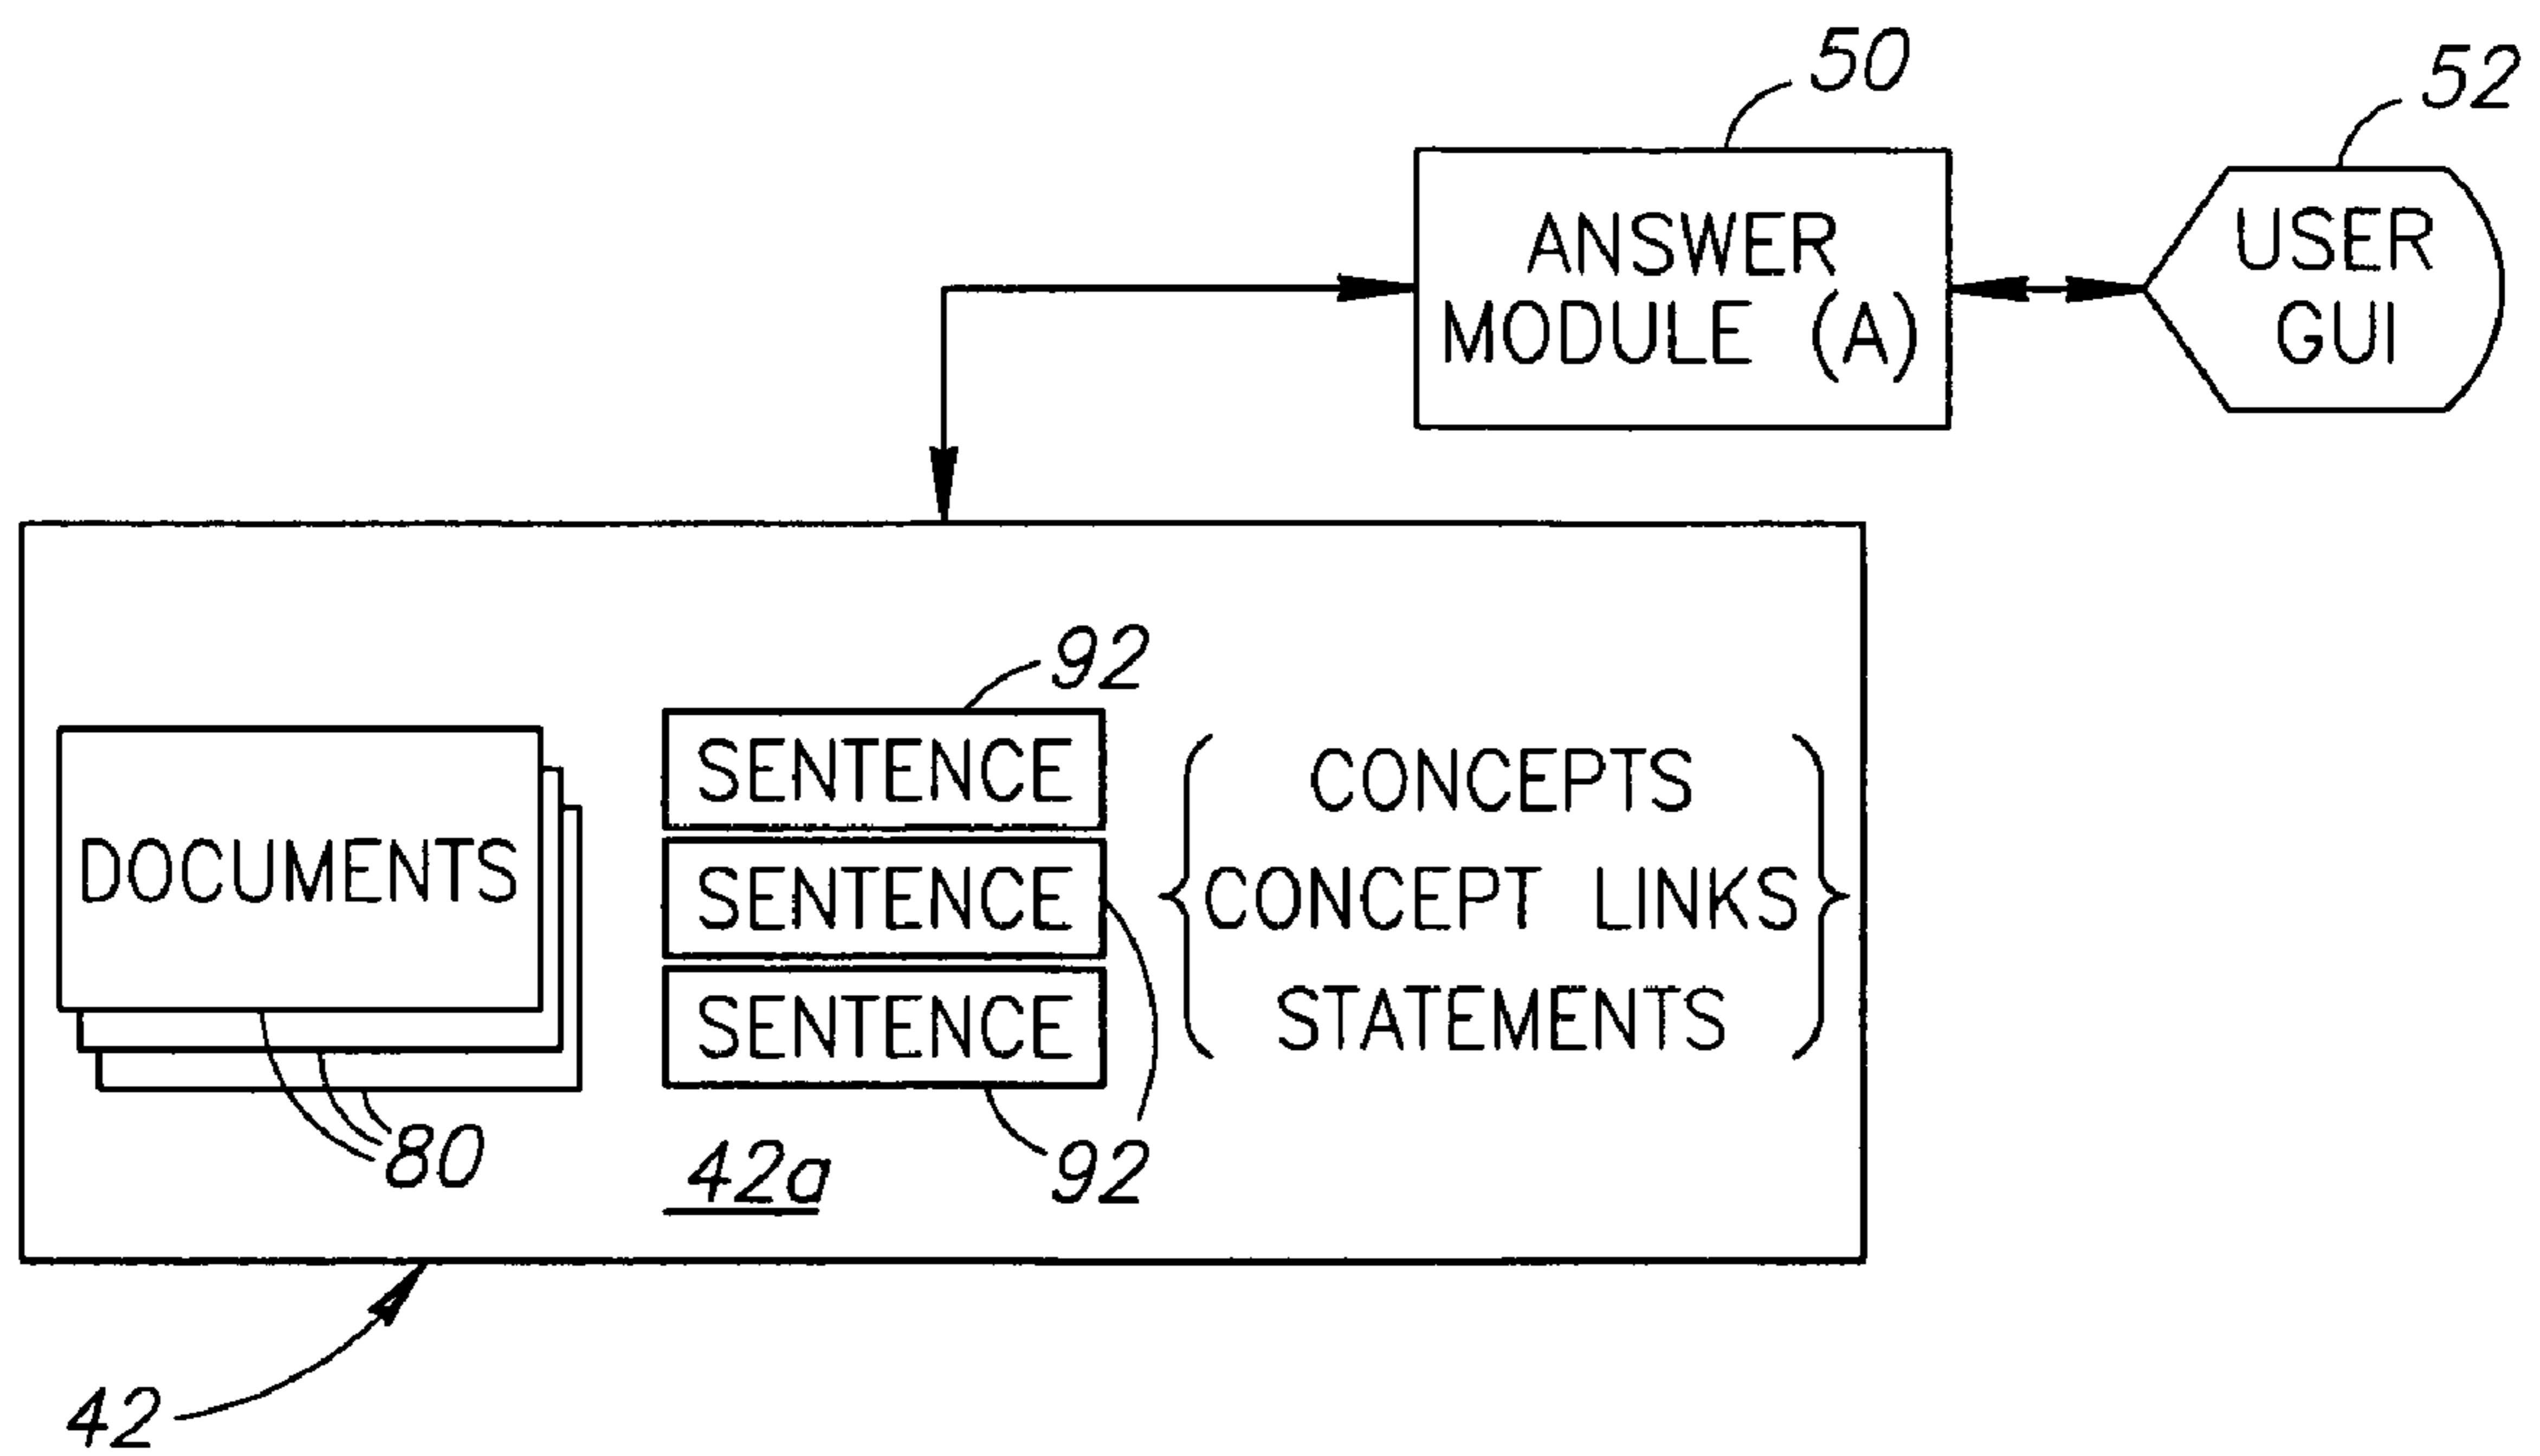 50
52
ANSWER
MODULE (A)
USER
GUI
92
SENTENCE
SENTENCE
SENTENCE
CONCEPTS
CONCEPT LINKS
STATEMENTS
DOCUMENTS
80
42a
92
42